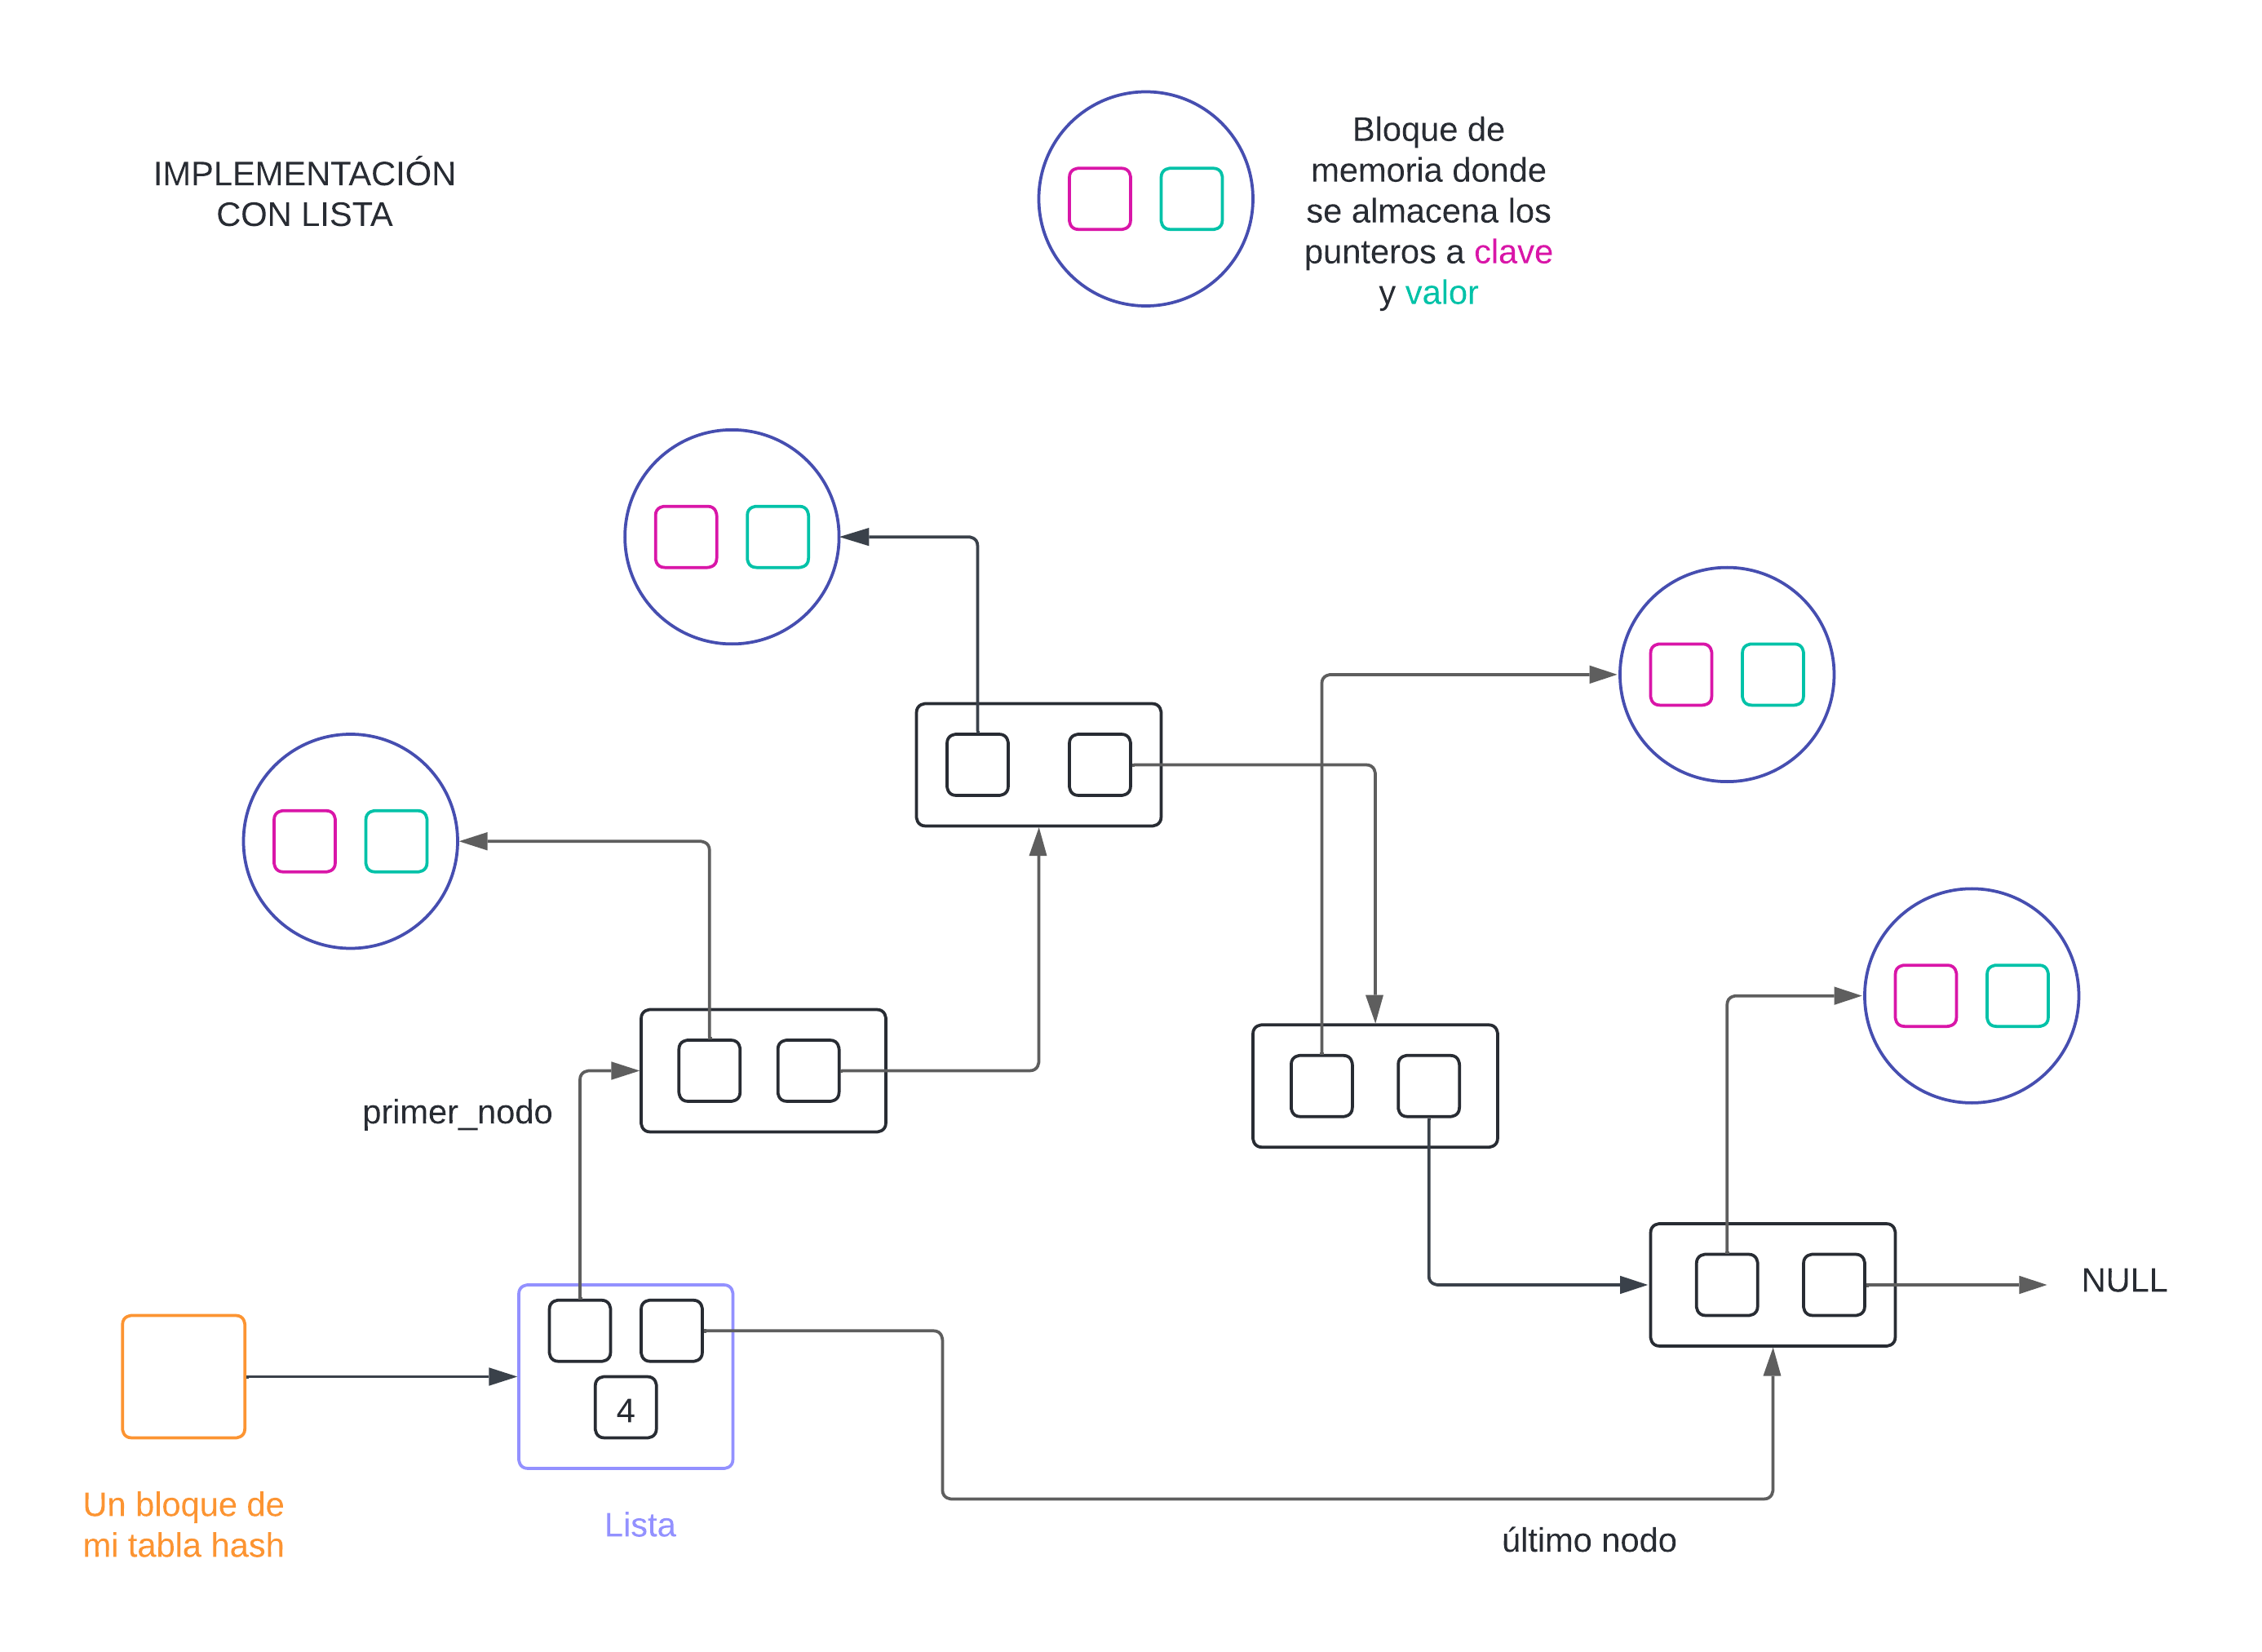 IMPLEMENTACIÓN
CON LISTA
Bloque de
memoria donde
se almacena los
punteros a clave
y valor
primer_nodo
NULL
4
Un bloque de
mi tabla hash
Lista
último nodo